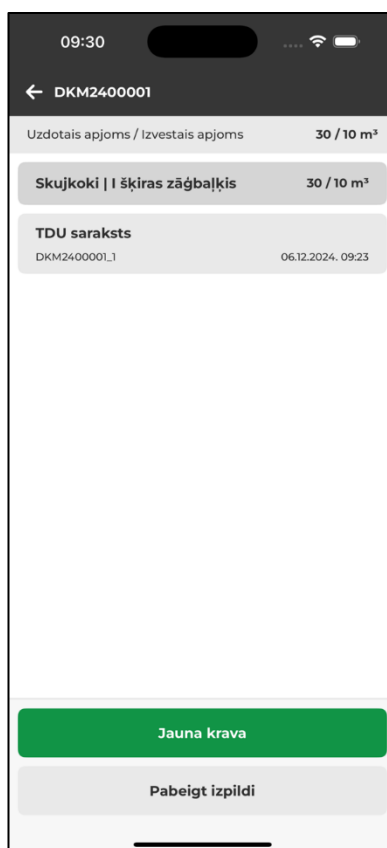 09:30
DKM2400001
Uzdotais apjoms / Izvestais apjoms 30 / 10 m³
Skujkoki | I šķiras zāģbaļķis 30 / 10 m³
TDU saraksts
DKM2400001_1 06.12.2024. 09:23
Jauna krava
Pabeigt izpildi